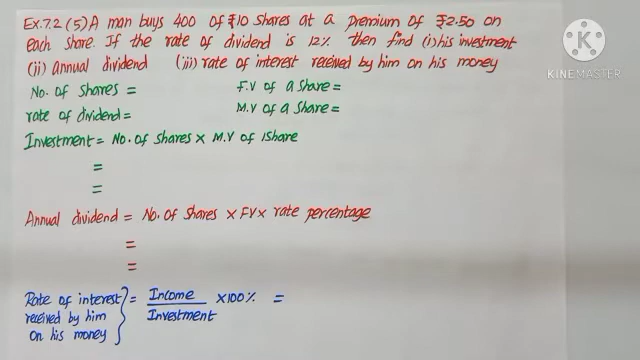 Ex.7.2 (5) A man buys 400 of ₹10 shares at a premium of ₹2.50 on
each share. If the rate of dividend is 12% then find (i) his investment
(ii) annual dividend (iii) rate of interest received by him on his money
No. of shares = F.V of a share =
rate of dividend = M.V of a share =
Investment = No. of shares × M.V of 1share
=
=
Annual dividend = No. of shares × FV × rate percentage
=
=
Rate of interest received by him on his money } = Income / Investment ×100% =
KINEMASTER